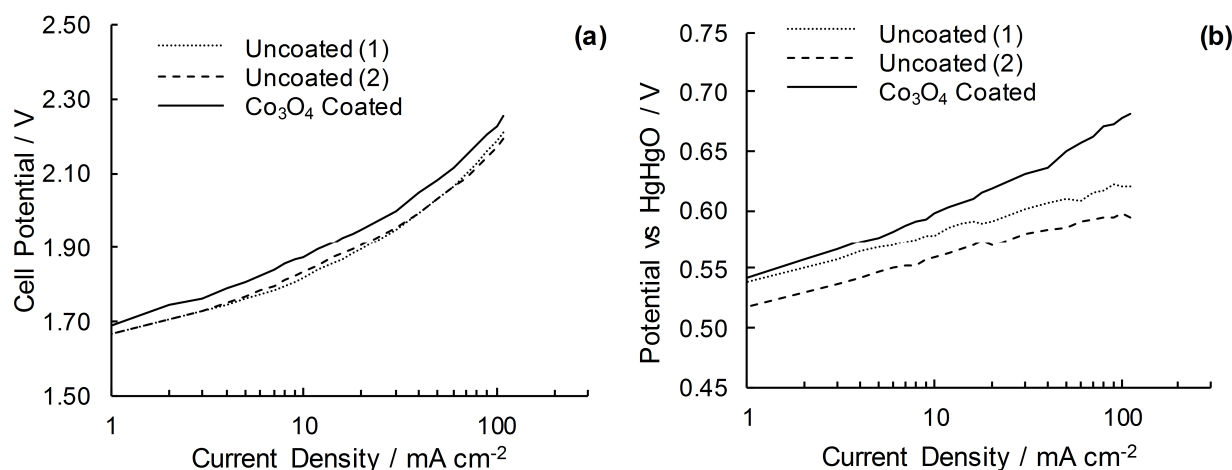 2.50
2.30
2.10
1.90
1.70
1.50
Cell Potential / V
Uncoated (1)
Uncoated (2)
Co₃O₄ Coated
(a)
1 10 100
Current Density / mA cm⁻²
0.75
0.70
0.65
0.60
0.55
0.50
0.45
Potential vs HgHgO / V
Uncoated (1)
Uncoated (2)
Co₃O₄ Coated
(b)
1 10 100
Current Density / mA cm⁻²